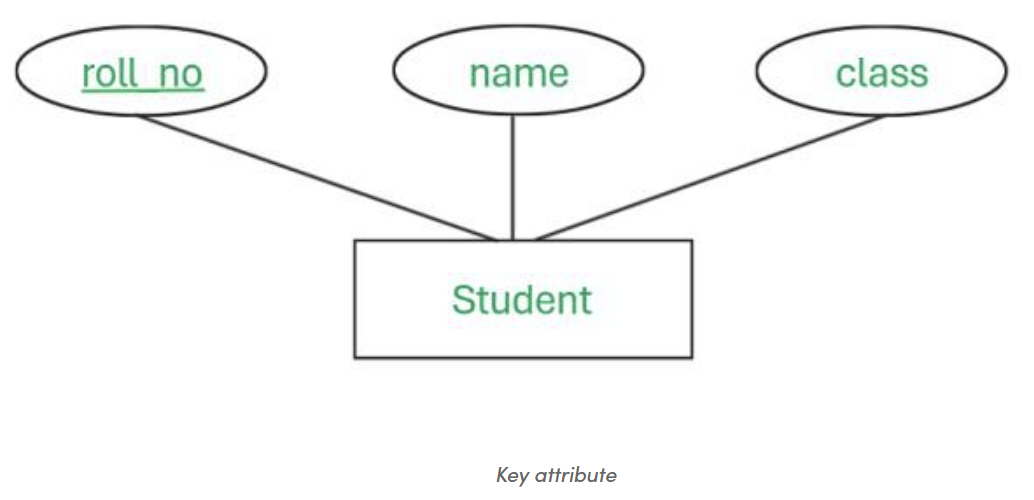 roll_no
name
class
Student
Key attribute